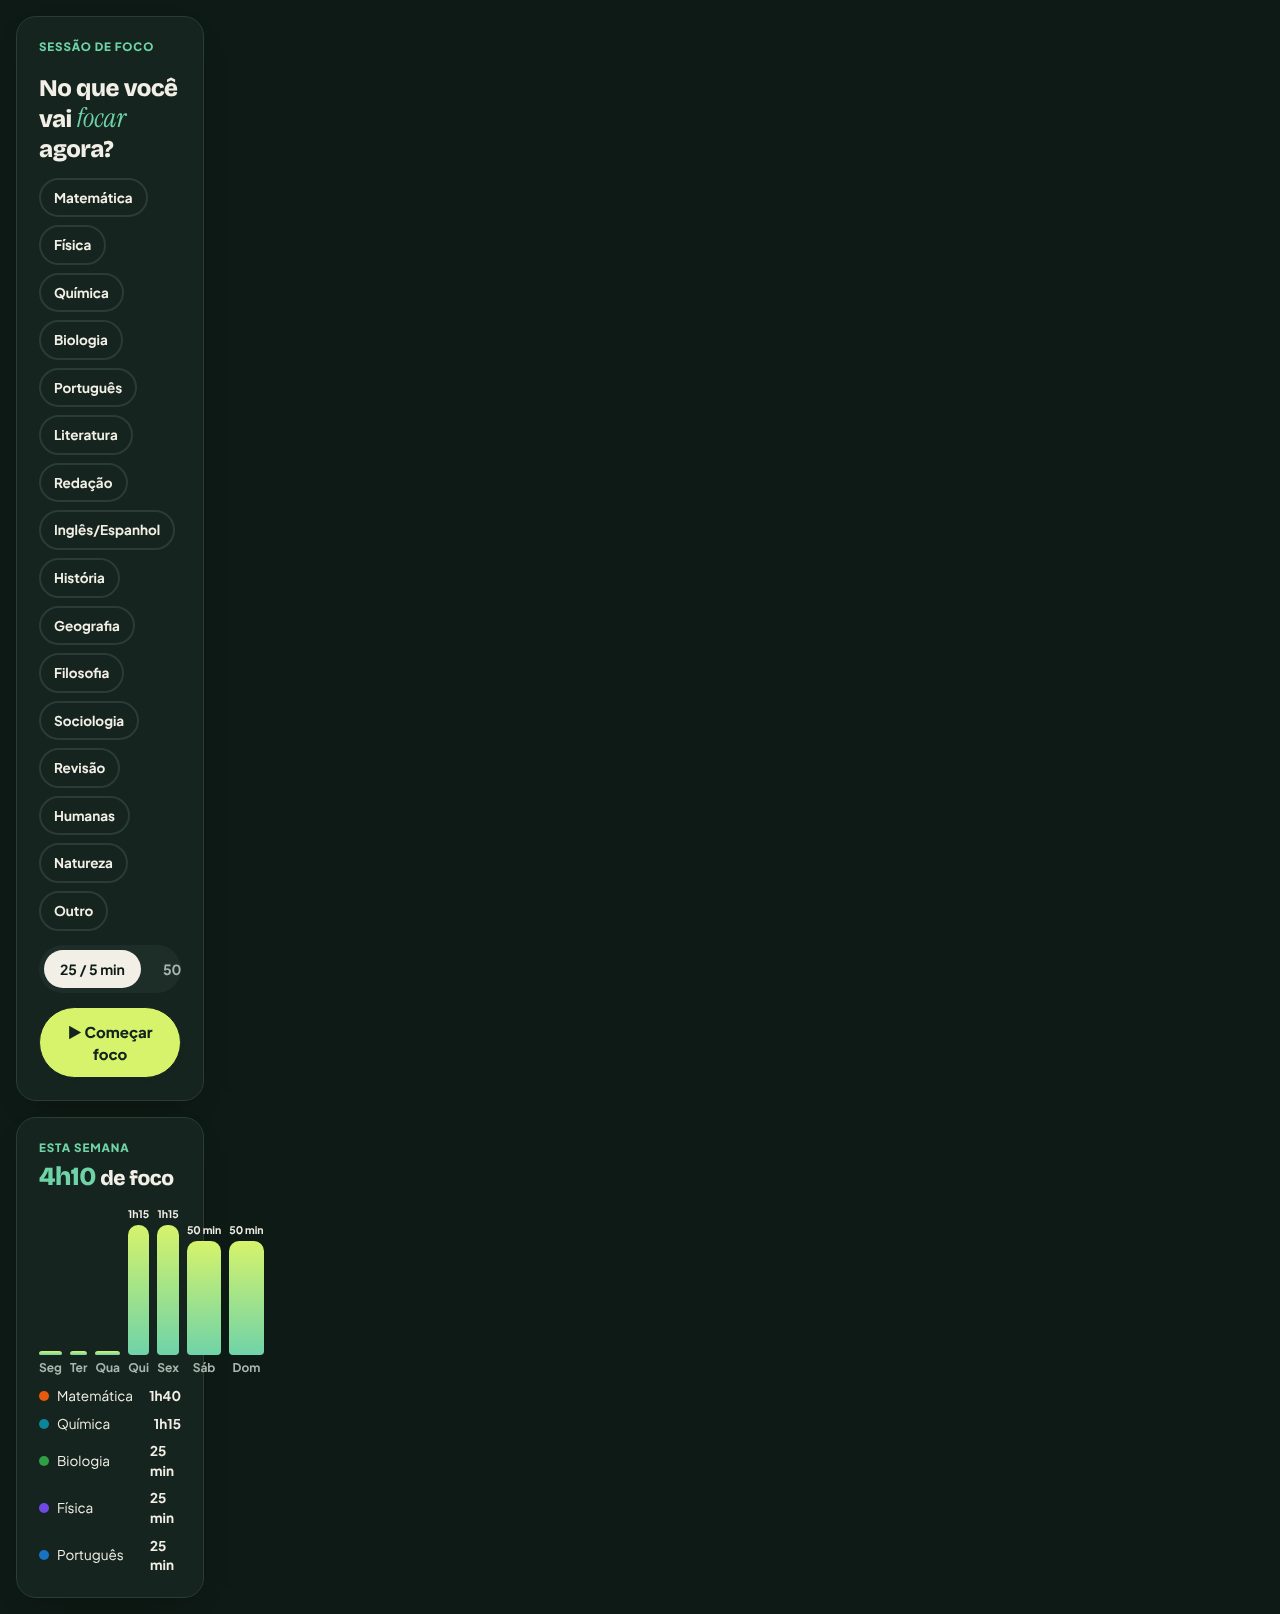 SESSÃO DE FOCO
No que você
vai focar
agora?
Matemática
Física
Química
Biologia
Português
Literatura
Redação
Inglês/Espanhol
História
Geografia
Filosofia
Sociologia
Revisão
Humanas
Natureza
Outro
25 / 5 min 50
▶ Começar
foco
ESTA SEMANA
4h10 de foco
1h15 1h15 50 min 50 min
Seg Ter Qua Qui Sex Sáb Dom
Matemática 1h40
Química 1h15
Biologia 25
min
Física 25
min
Português 25
min